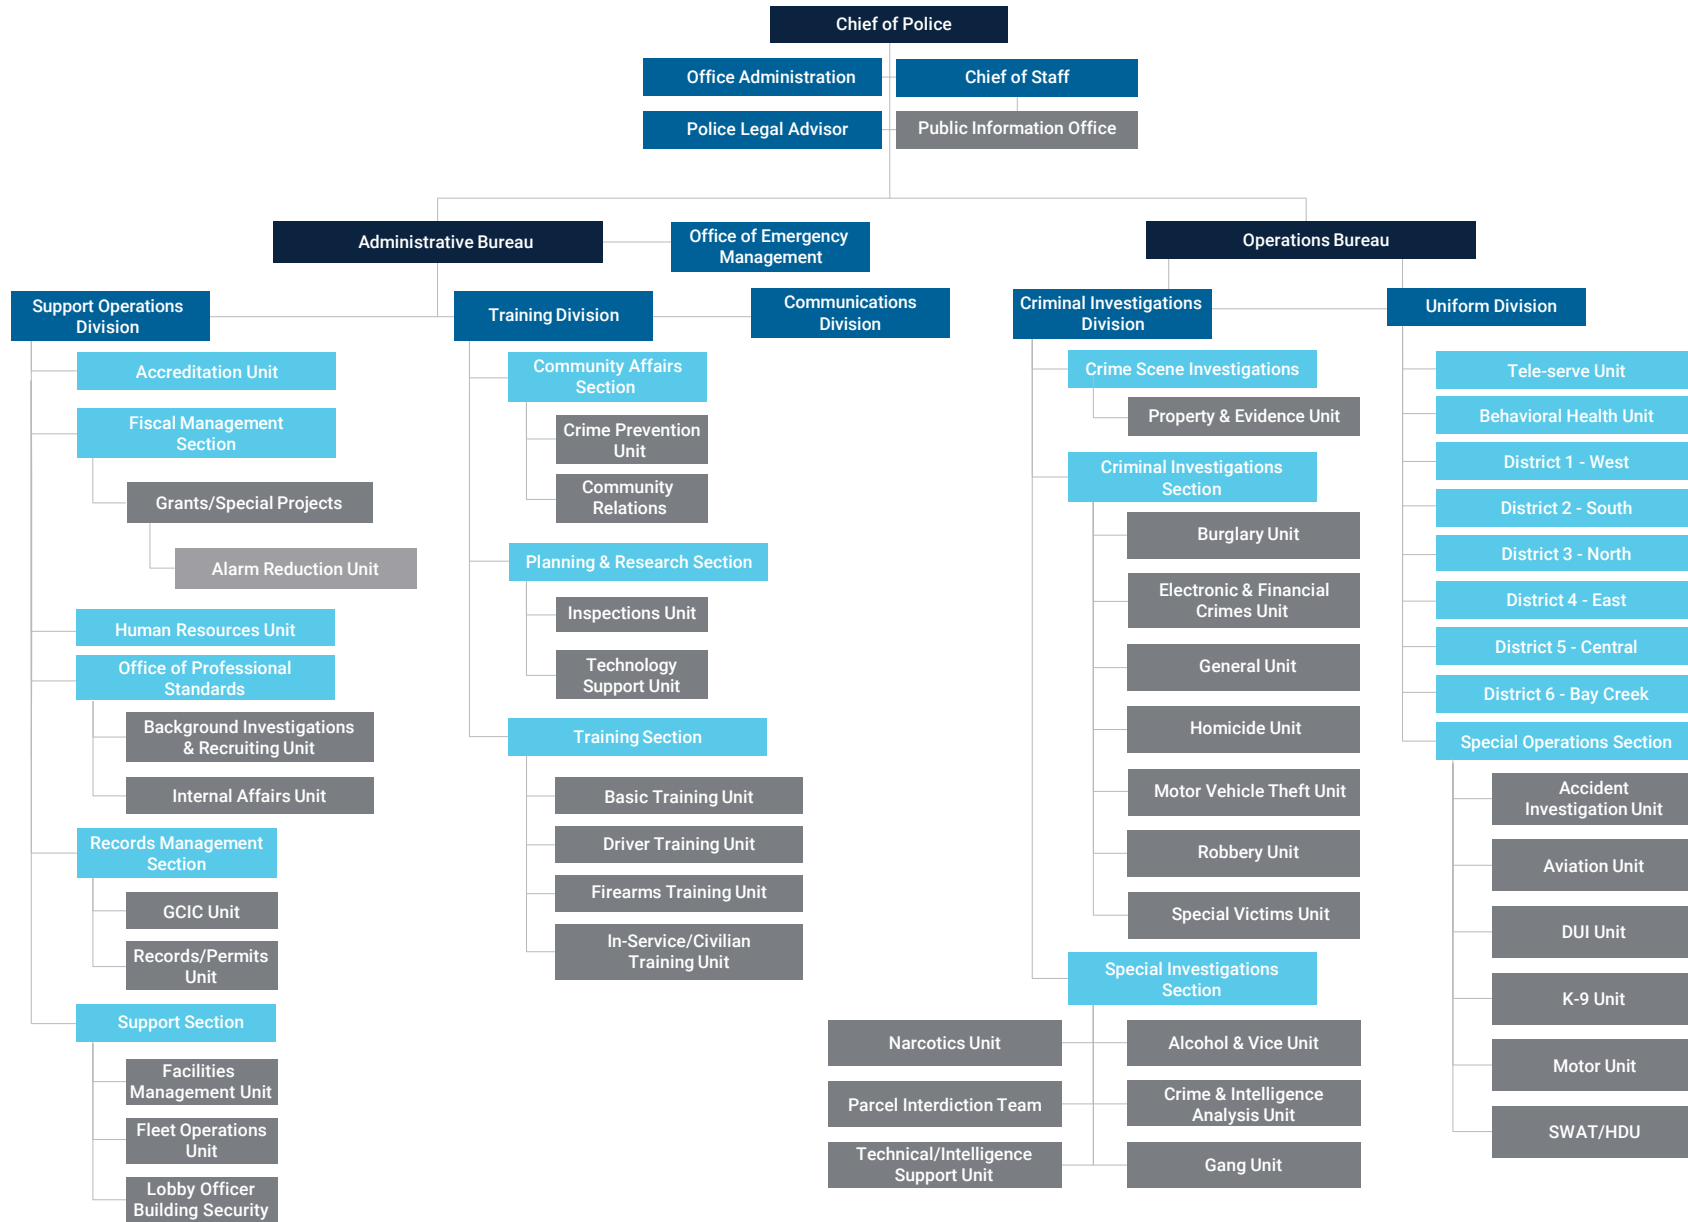 Chief of Police
Office Administration
Chief of Staff
Police Legal Advisor
Public Information Office
Administrative Bureau
Office of Emergency
Management
Operations Bureau
Support Operations
Division
Training Division
Communications
Division
Criminal Investigations
Division
Uniform Division
Accreditation Unit
Fiscal Management
Section
Grants/Special Projects
Alarm Reduction Unit
Human Resources Unit
Office of Professional
Standards
Background Investigations
& Recruiting Unit
Internal Affairs Unit
Records Management
Section
GCIC Unit
Records/Permits
Unit
Support Section
Facilities
Management Unit
Fleet Operations
Unit
Lobby Officer
Building Security
Community Affairs
Section
Crime Prevention
Unit
Community
Relations
Planning & Research Section
Inspections Unit
Technology
Support Unit
Training Section
Basic Training Unit
Driver Training Unit
Firearms Training Unit
In-Service/Civilian
Training Unit
Crime Scene Investigations
Property & Evidence Unit
Criminal Investigations
Section
Burglary Unit
Electronic & Financial
Crimes Unit
General Unit
Homicide Unit
Motor Vehicle Theft Unit
Robbery Unit
Special Victims Unit
Special Investigations
Section
Narcotics Unit
Alcohol & Vice Unit
Parcel Interdiction Team
Crime & Intelligence
Analysis Unit
Technical/Intelligence
Support Unit
Gang Unit
Tele-serve Unit
Behavioral Health Unit
District 1 - West
District 2 - South
District 3 - North
District 4 - East
District 5 - Central
District 6 - Bay Creek
Special Operations Section
Accident
Investigation Unit
Aviation Unit
DUI Unit
K-9 Unit
Motor Unit
SWAT/HDU